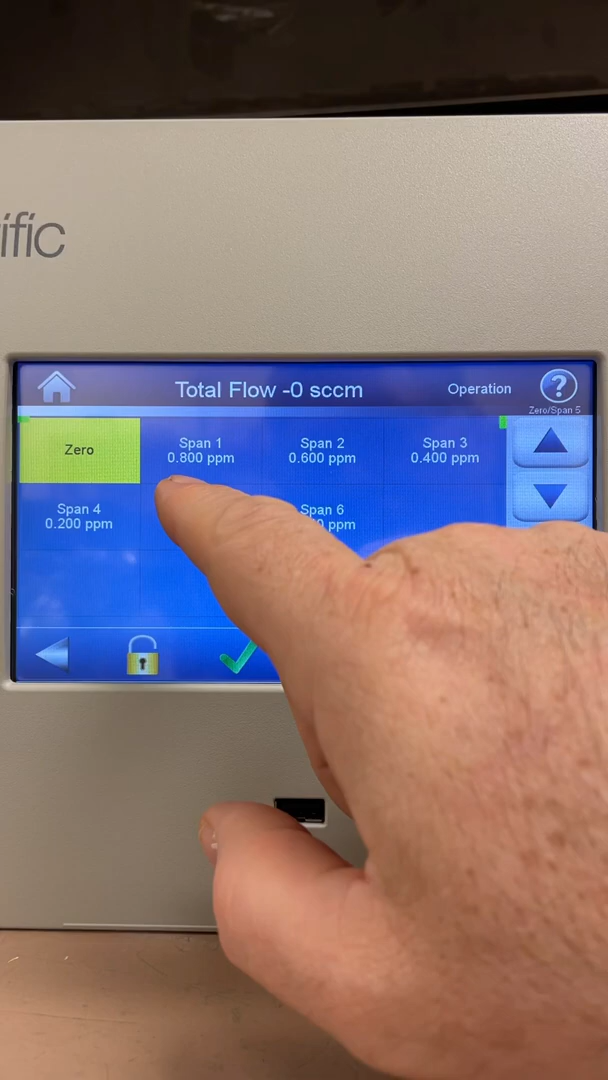 ific
Total Flow -0 sccm
Operation
?
Zero/Span 5
Zero
Span 1
0.800 ppm
Span 2
0.600 ppm
Span 3
0.400 ppm
Span 4
0.200 ppm
Span 6
ppm